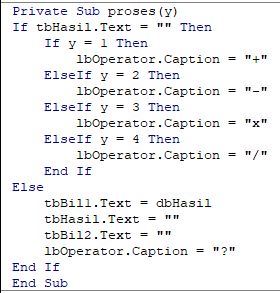 Private Sub proses(y)
If tbHasil.Text = "" Then
If y = 1 Then
lbOperator.Caption = "+"
ElseIf y = 2 Then
lbOperator.Caption = "-"
ElseIf y = 3 Then
lbOperator.Caption = "x"
ElseIf y = 4 Then
lbOperator.Caption = "/"
End If
Else
tbBil1.Text = dbHasil
tbHasil.Text = ""
tbBil2.Text = ""
lbOperator.Caption = "?"
End If
End Sub